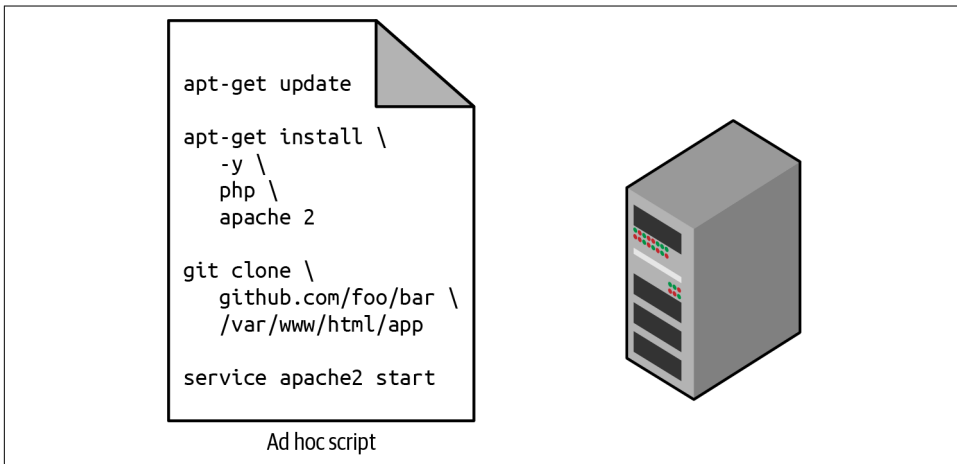 apt-get update
apt-get install \
-y \
php \
apache 2
git clone \
github.com/foo/bar \
/var/www/html/app
service apache2 start
Ad hoc script